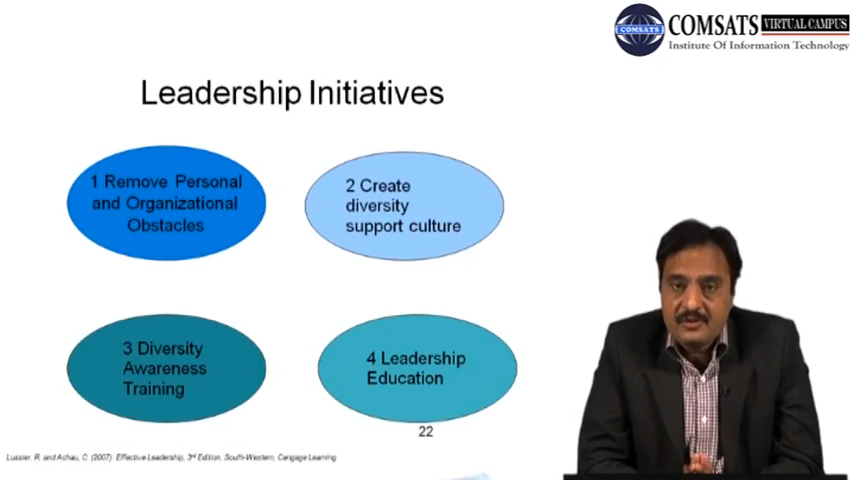 COMSATS
COMSATS VIRTUAL CAMPUS
Institute Of Information Technology
Leadership Initiatives
1 Remove Personal
and Organizational
Obstacles
2 Create
diversity
support culture
3 Diversity
Awareness
Training
4 Leadership
Education
22
Lussier. R. and Achau, C. (2007): Effective Leadership, 3rd Edition, South-Western, Cengage Learning